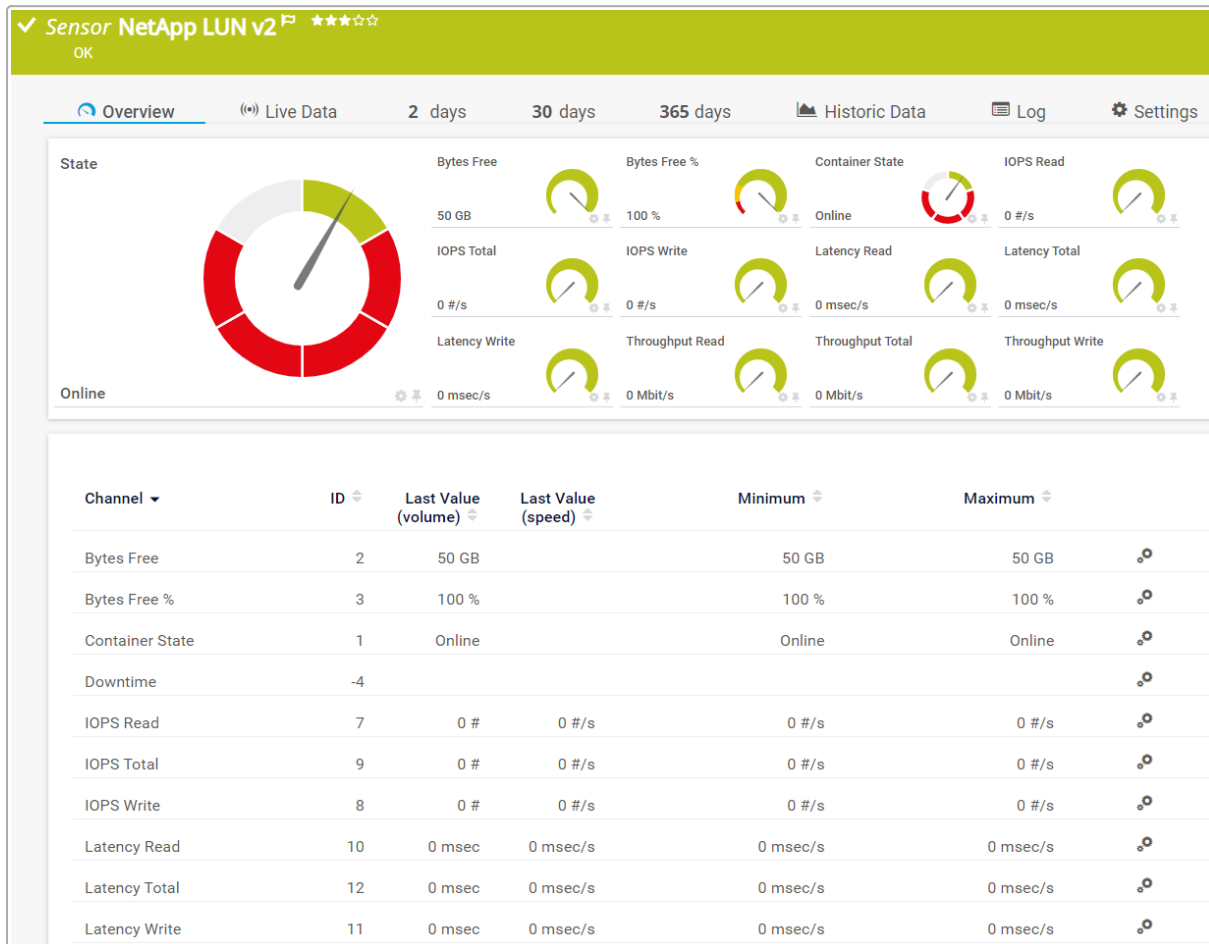 Sensor NetApp LUN v2
OK
Overview Live Data 2 days 30 days 365 days Historic Data Log Settings
State
Online
Bytes Free
50 GB
Bytes Free %
100 %
Container State
Online
IOPS Read
0 #/s
IOPS Total
0 #/s
IOPS Write
0 #/s
Latency Read
0 msec/s
Latency Total
0 msec/s
Latency Write
0 msec/s
Throughput Read
0 Mbit/s
Throughput Total
0 Mbit/s
Throughput Write
0 Mbit/s
Channel ID Last Value (volume) Last Value (speed) Minimum Maximum
Bytes Free 2 50 GB 50 GB 50 GB
Bytes Free % 3 100 % 100 % 100 %
Container State 1 Online Online Online
Downtime -4
IOPS Read 7 0 # 0 #/s 0 #/s 0 #/s
IOPS Total 9 0 # 0 #/s 0 #/s 0 #/s
IOPS Write 8 0 # 0 #/s 0 #/s 0 #/s
Latency Read 10 0 msec 0 msec/s 0 msec/s 0 msec/s
Latency Total 12 0 msec 0 msec/s 0 msec/s 0 msec/s
Latency Write 11 0 msec 0 msec/s 0 msec/s 0 msec/s